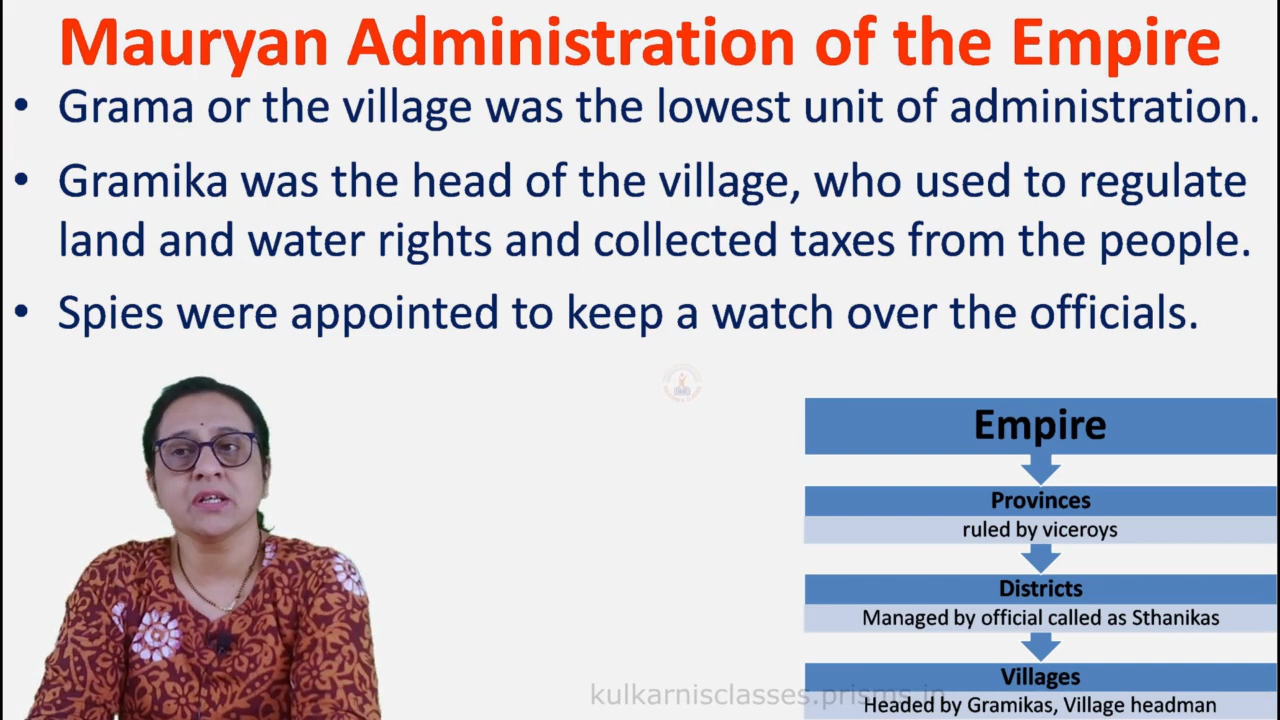 Mauryan Administration of the Empire
• Grama or the village was the lowest unit of administration.
• Gramika was the head of the village, who used to regulate
land and water rights and collected taxes from the people.
• Spies were appointed to keep a watch over the officials.
Empire
Provinces
ruled by viceroys
Districts
Managed by official called as Sthanikas
Villages
Headed by Gramikas, Village headman
kulkarnisclasses.prisms.in